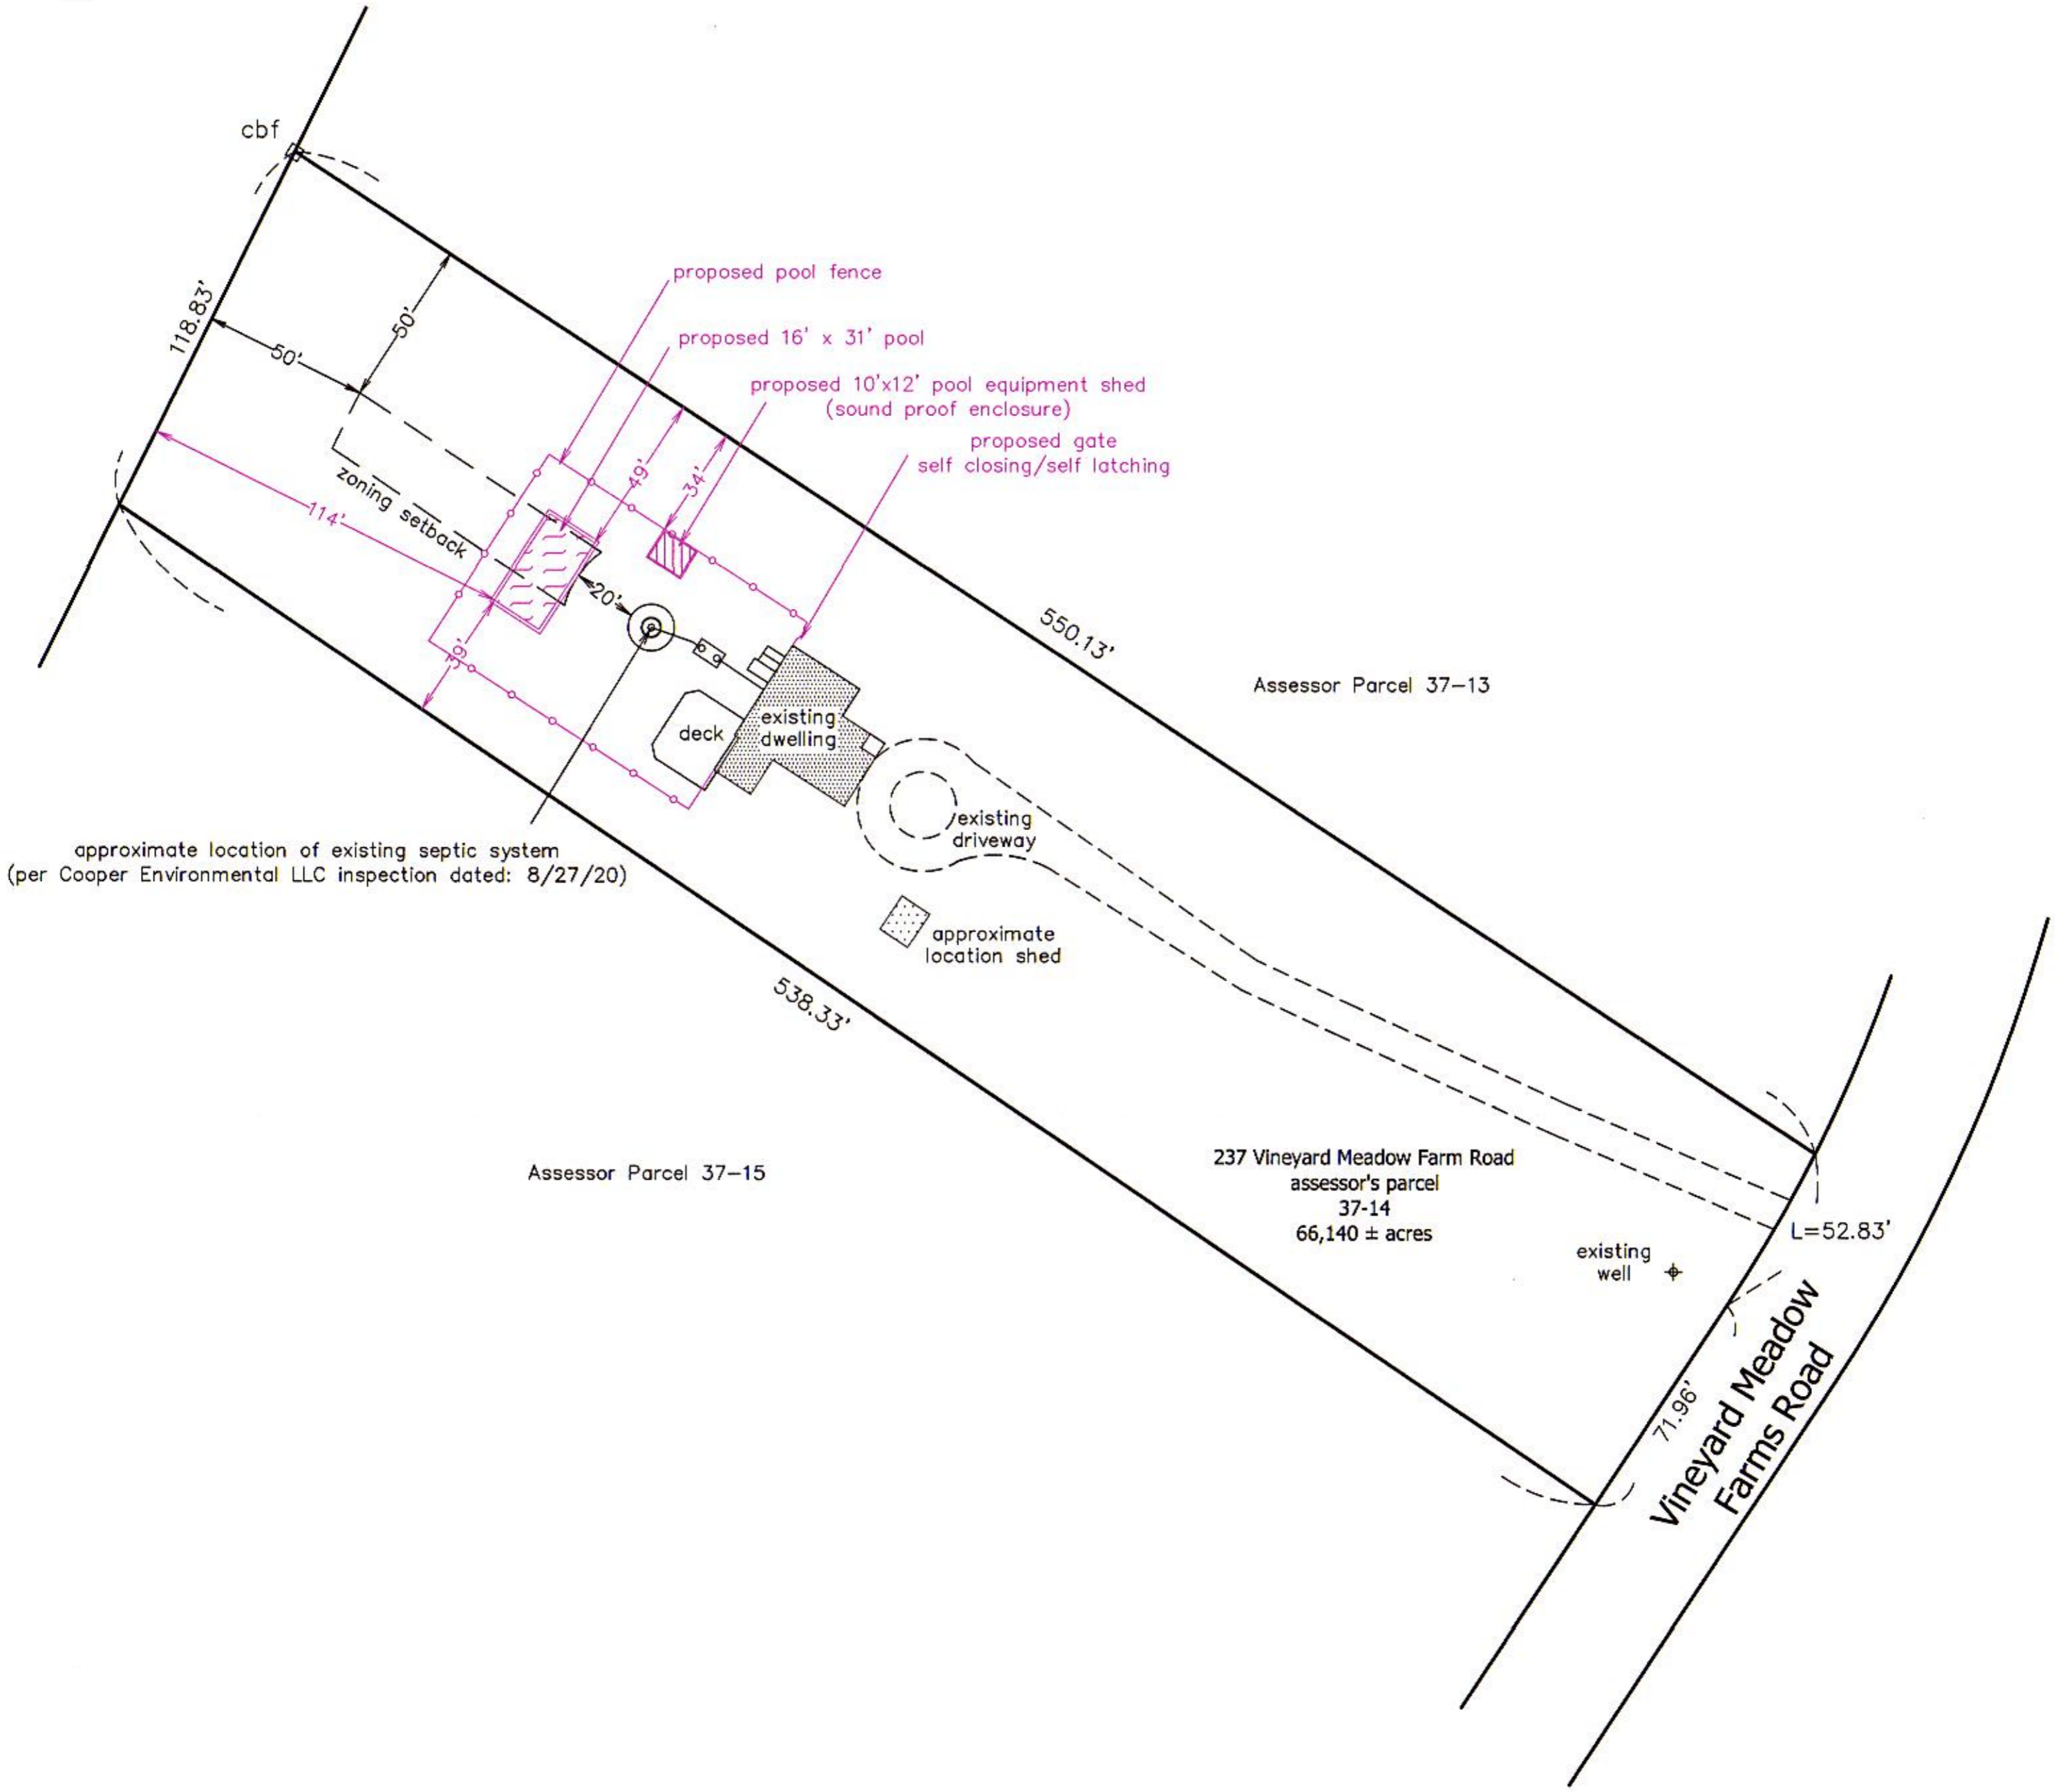 cbf
118.83'
50'
50'
proposed pool fence
proposed 16' x 31' pool
proposed 10'x12' pool equipment shed
(sound proof enclosure)
proposed gate
self closing/self latching
49'
34'
zoning setback
114'
20'
39'
deck
existing
dwelling
550.13'
Assessor Parcel 37-13
existing
driveway
approximate location of existing septic system
(per Cooper Environmental LLC inspection dated: 8/27/20)
approximate
location shed
538.33'
Assessor Parcel 37-15
237 Vineyard Meadow Farm Road
assessor's parcel
37-14
66,140 ± acres
existing
well
L=52.83'
71.96'
Vineyard Meadow
Farms Road